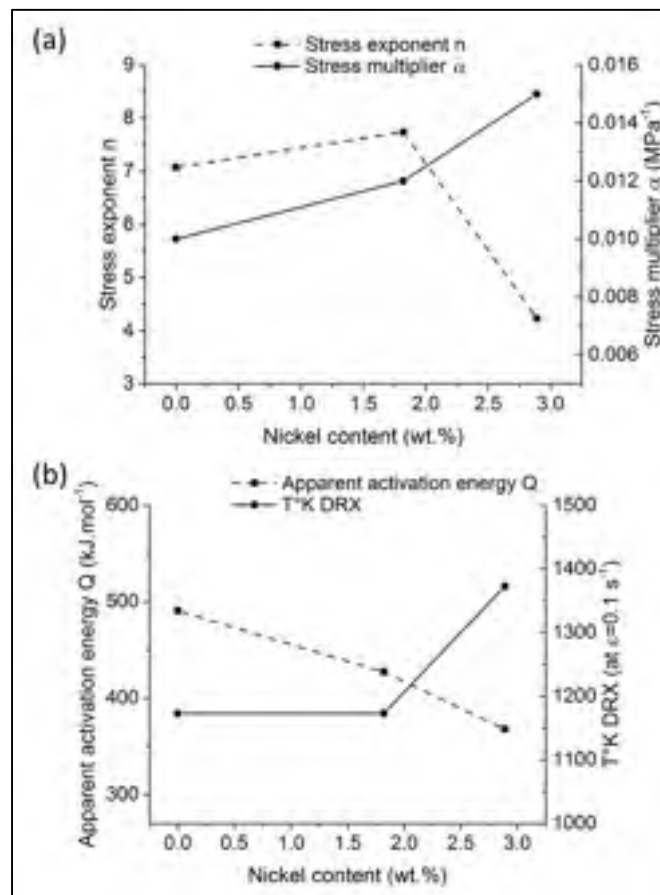 (a)
Stress exponent n
Stress multiplier α
9
8
7
6
5
4
3
Stress exponent n
0.016
0.014
0.012
0.010
0.008
0.006
Stress multiplier α (MPa⁻¹)
0.0 0.5 1.0 1.5 2.0 2.5 3.0
Nickel content (wt.%)
(b)
Apparent activation energy Q
T°K DRX
600
500
400
300
Apparent activation energy Q (kJ.mol⁻¹)
1500
1400
1300
1200
1100
1000
T°K DRX (at ε=0.1 s⁻¹)
0.0 0.5 1.0 1.5 2.0 2.5 3.0
Nickel content (wt.%)